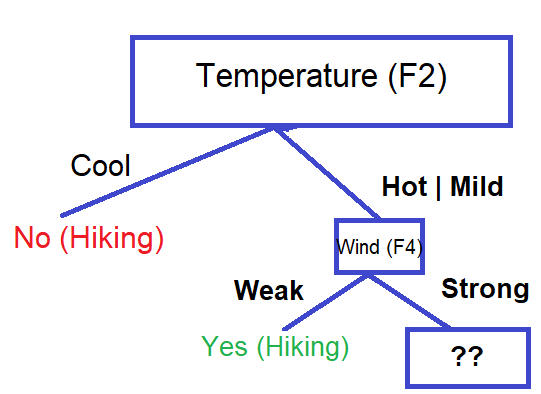 Temperature (F2)
Cool
Hot | Mild
No (Hiking)
Wind (F4)
Weak
Strong
Yes (Hiking)
??